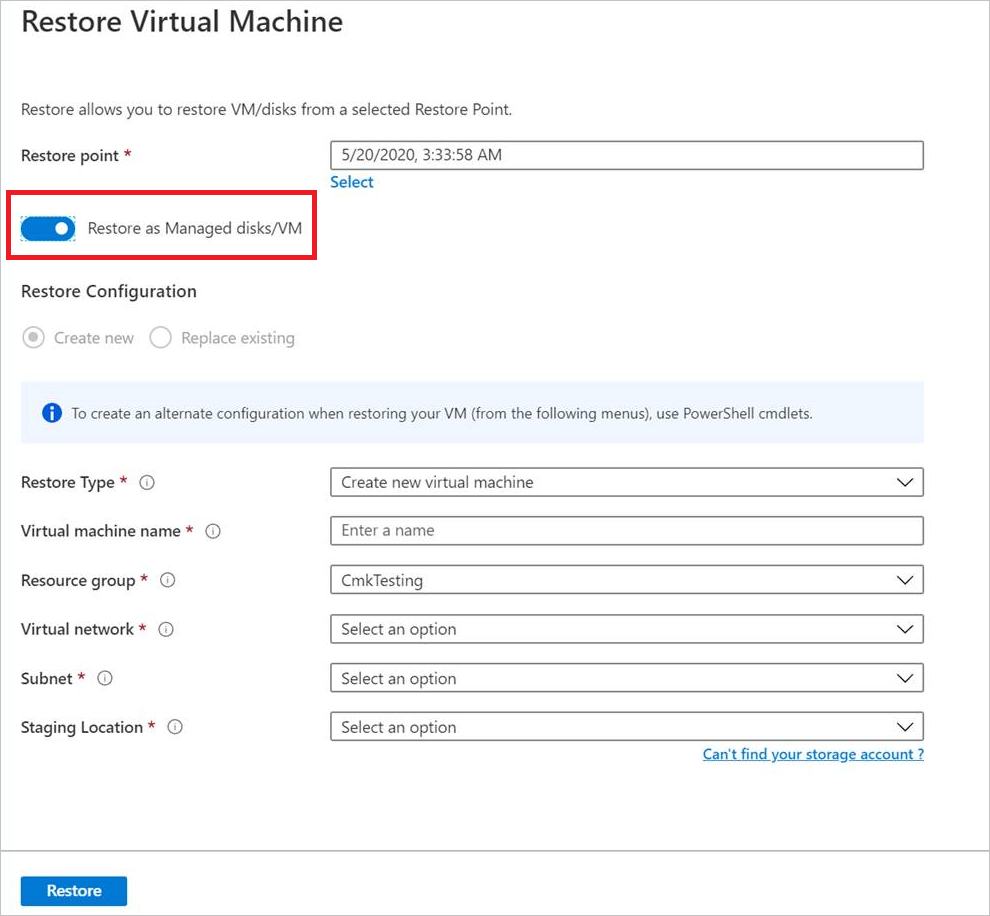 Restore Virtual Machine
Restore allows you to restore VM/disks from a selected Restore Point.
Restore point * 5/20/2020, 3:33:58 AM
Select
Restore as Managed disks/VM
Restore Configuration
Create new Replace existing
To create an alternate configuration when restoring your VM (from the following menus), use PowerShell cmdlets.
Restore Type * Create new virtual machine
Virtual machine name * Enter a name
Resource group * CmkTesting
Virtual network * Select an option
Subnet * Select an option
Staging Location * Select an option
Can't find your storage account ?
Restore